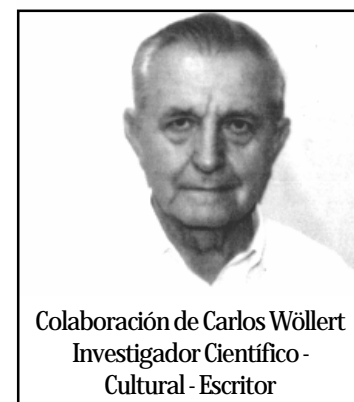 Colaboración de Carlos Wöllert
Investigador Científico -
Cultural - Escritor